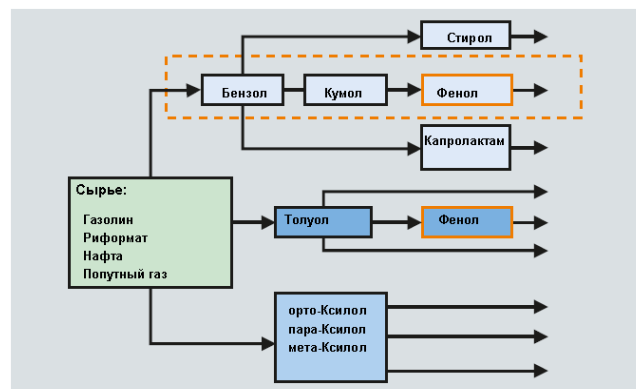 Стирол
Бензол
Кумол
Фенол
Капролактам
Сырье:
Газолин
Риформат
Нафта
Попутный газ
Толуол
Фенол
орто-Ксилол
пара-Ксилол
мета-Ксилол